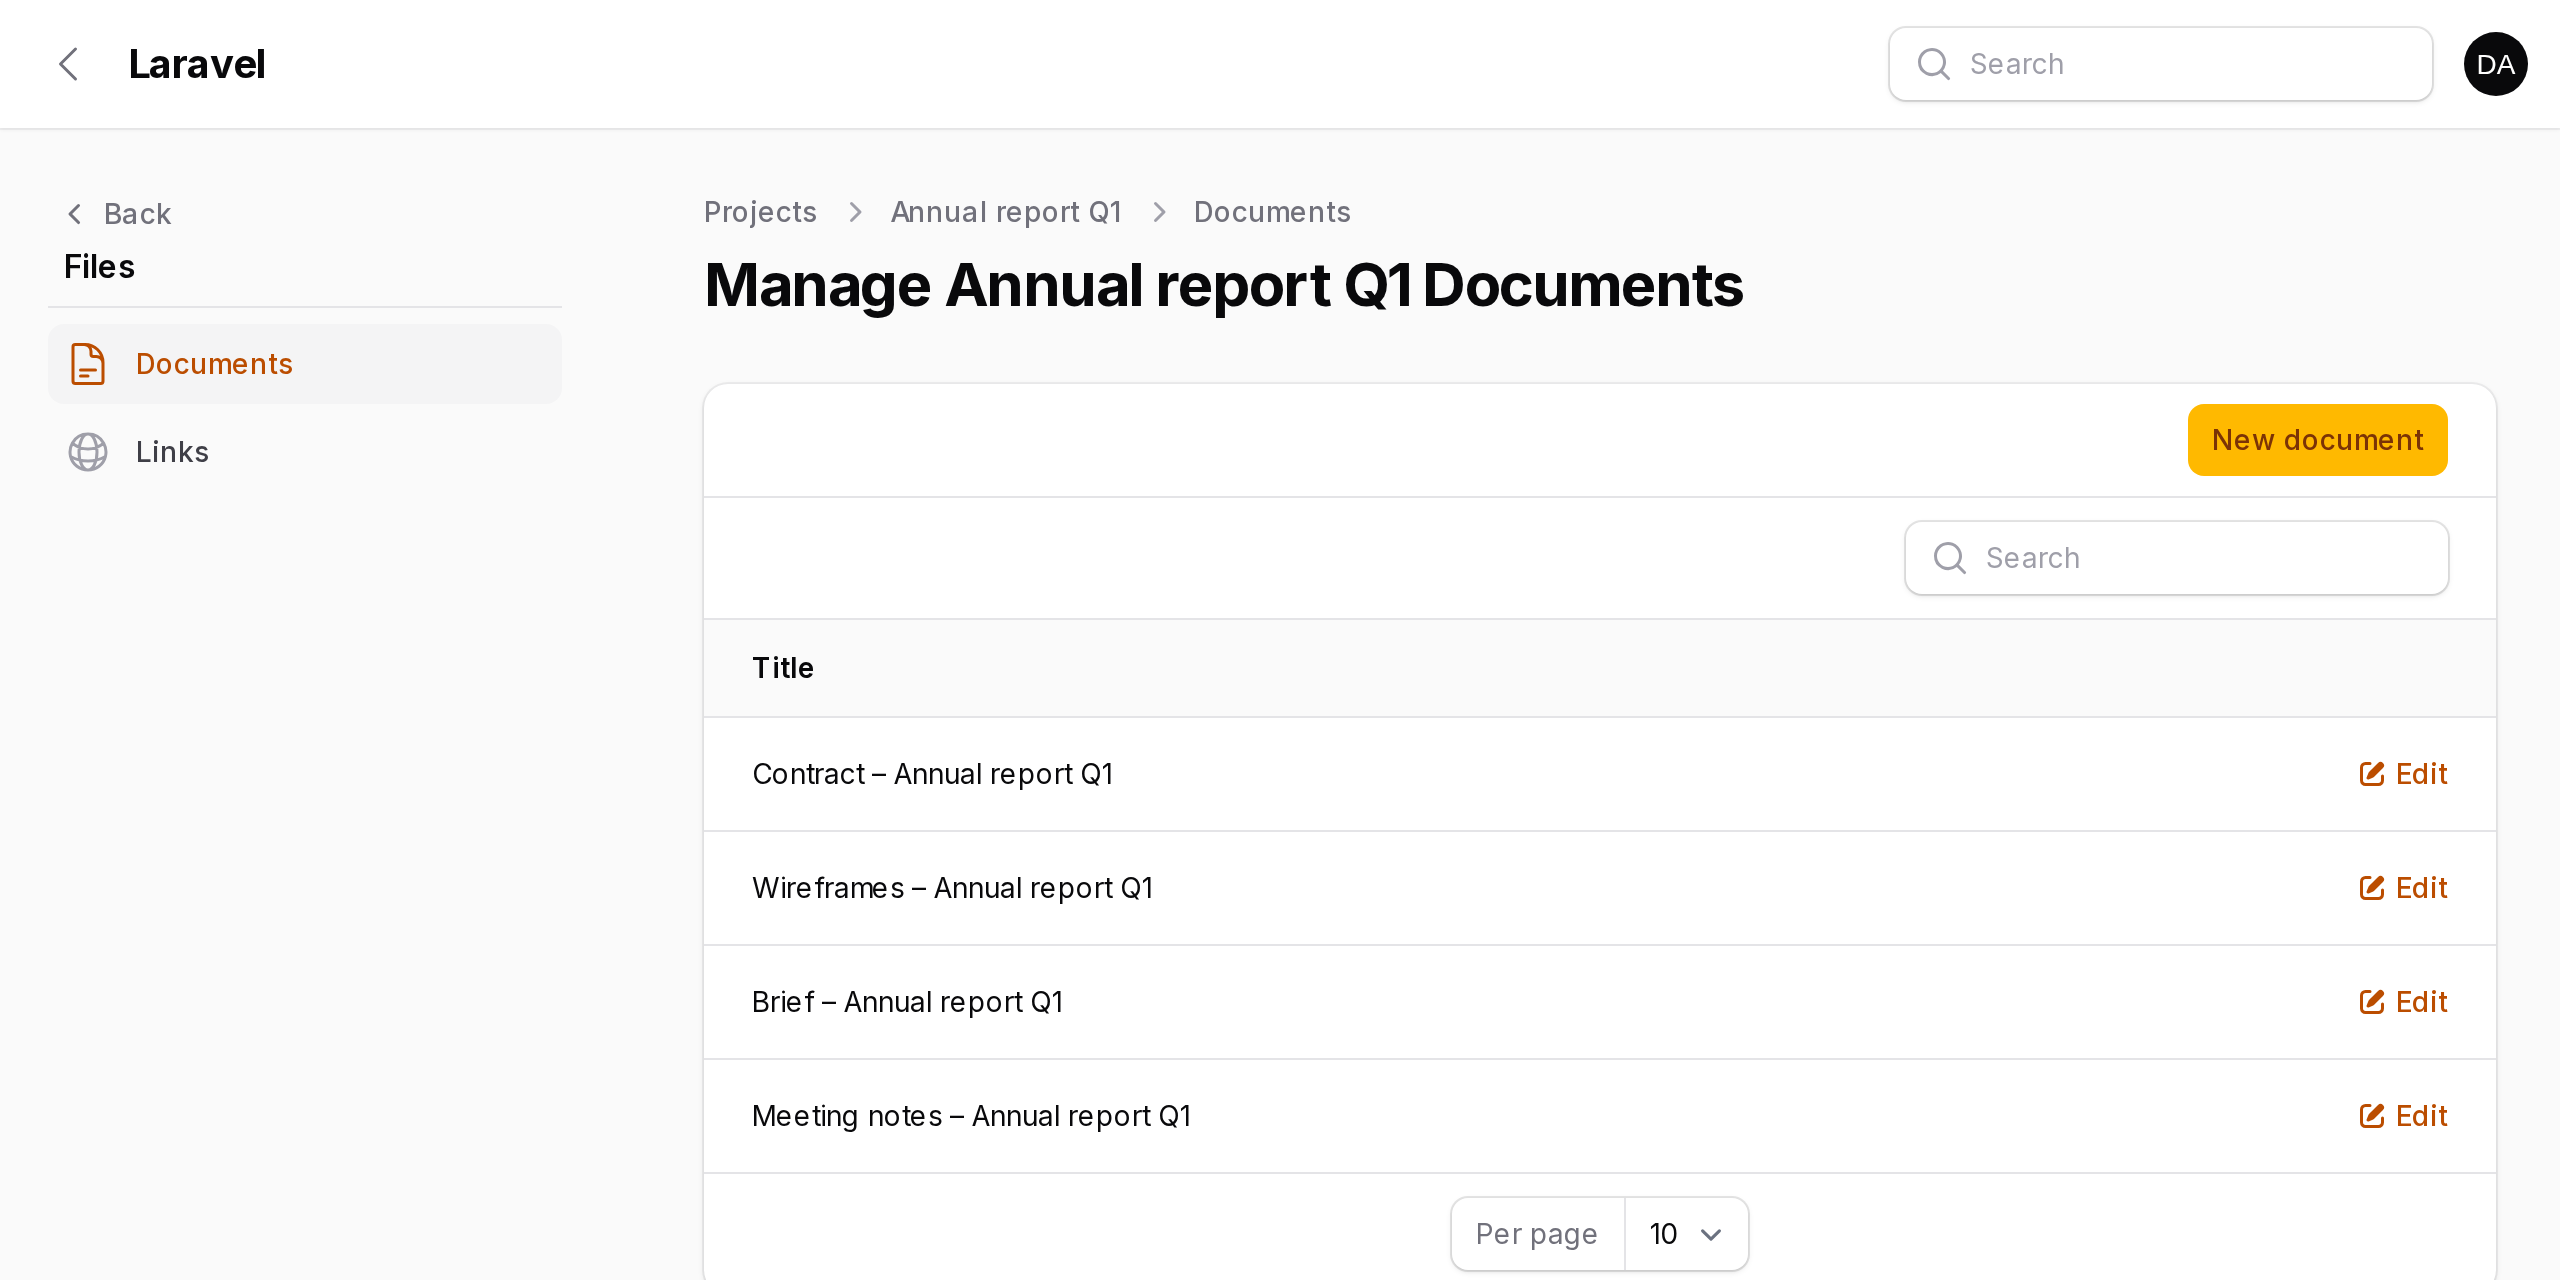 Laravel
Search
DA
Back
Files
Documents
Links
Projects > Annual report Q1 > Documents
Manage Annual report Q1 Documents
New document
Search
Title
Contract – Annual report Q1 Edit
Wireframes – Annual report Q1 Edit
Brief – Annual report Q1 Edit
Meeting notes – Annual report Q1 Edit
Per page 10